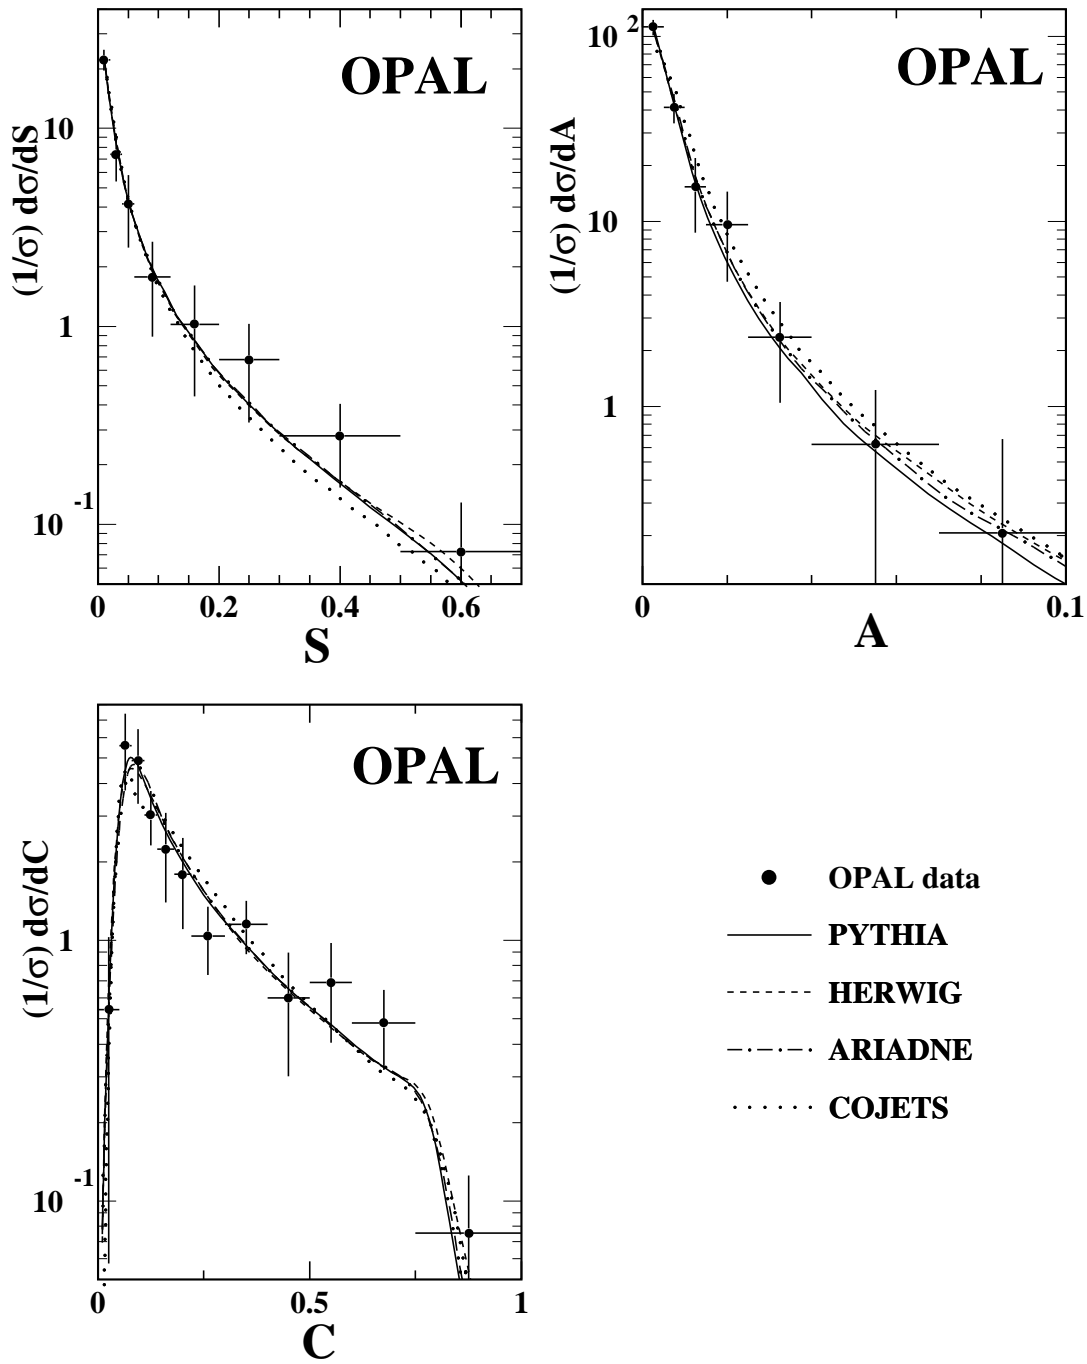 OPAL
(1/σ) dσ/dS
10
1
10 -1
0 0.2 0.4 0.6
S
OPAL
(1/σ) dσ/dA
10 2
10
1
0 0.1
A
OPAL
(1/σ) dσ/dC
1
10 -1
0 0.5 1
C
OPAL data
PYTHIA
HERWIG
ARIADNE
COJETS